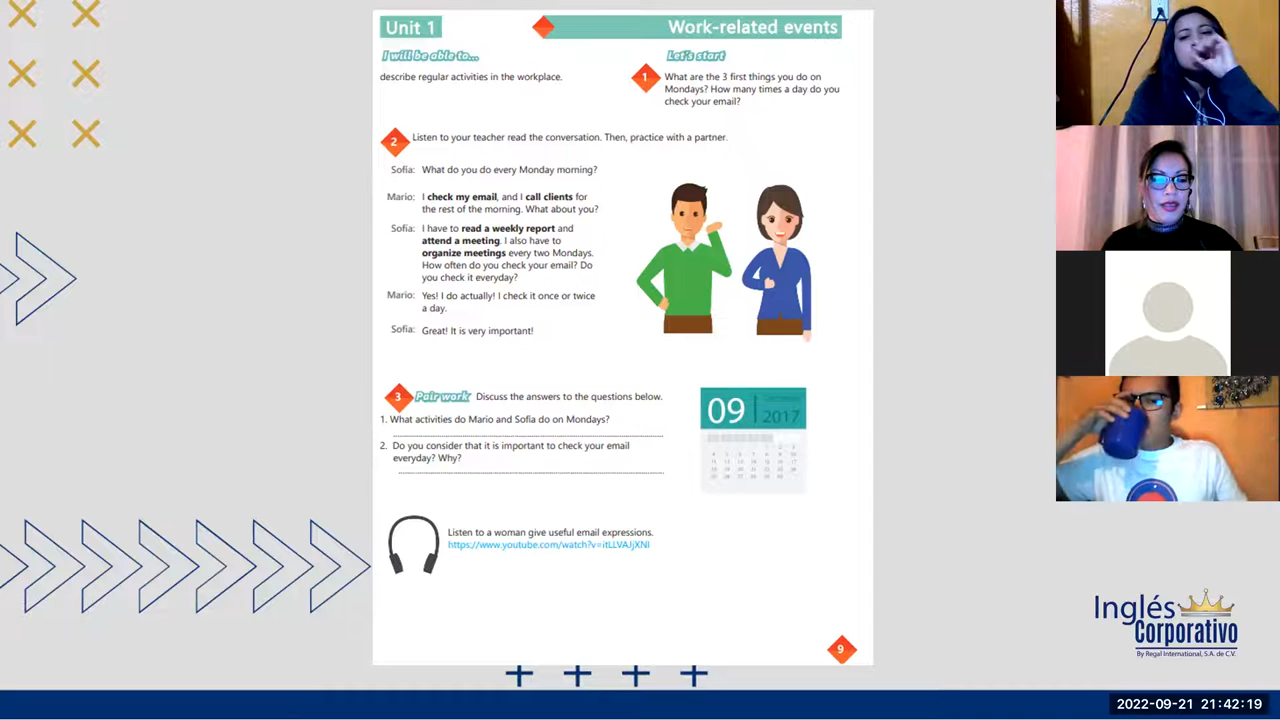 Unit 1
Work-related events
I will be able to...
describe regular activities in the workplace.
Let's start
1
What are the 3 first things you do on
Mondays? How many times a day do you
check your email?
2
Listen to your teacher read the conversation. Then, practice with a partner.
Sofía: What do you do every Monday morning?
Mario: I check my email, and I call clients for
the rest of the morning. What about you?
Sofía: I have to read a weekly report and
attend a meeting. I also have to
organize meetings every two Mondays.
How often do you check your email? Do
you check it everyday?
Mario: Yes! I do actually! I check it once or twice
a day.
Sofía: Great! It is very important!
3
Pair work Discuss the answers to the questions below.
1. What activities do Mario and Sofía do on Mondays?
2. Do you consider that it is important to check your email
everyday? Why?
09
2017
Listen to a woman give useful email expressions.
https://www.youtube.com/watch?v=itLLVAJjXNI
9
Inglés
Corporativo
By Regal International, S.A. de C.V.
2022-09-21 21:42:19